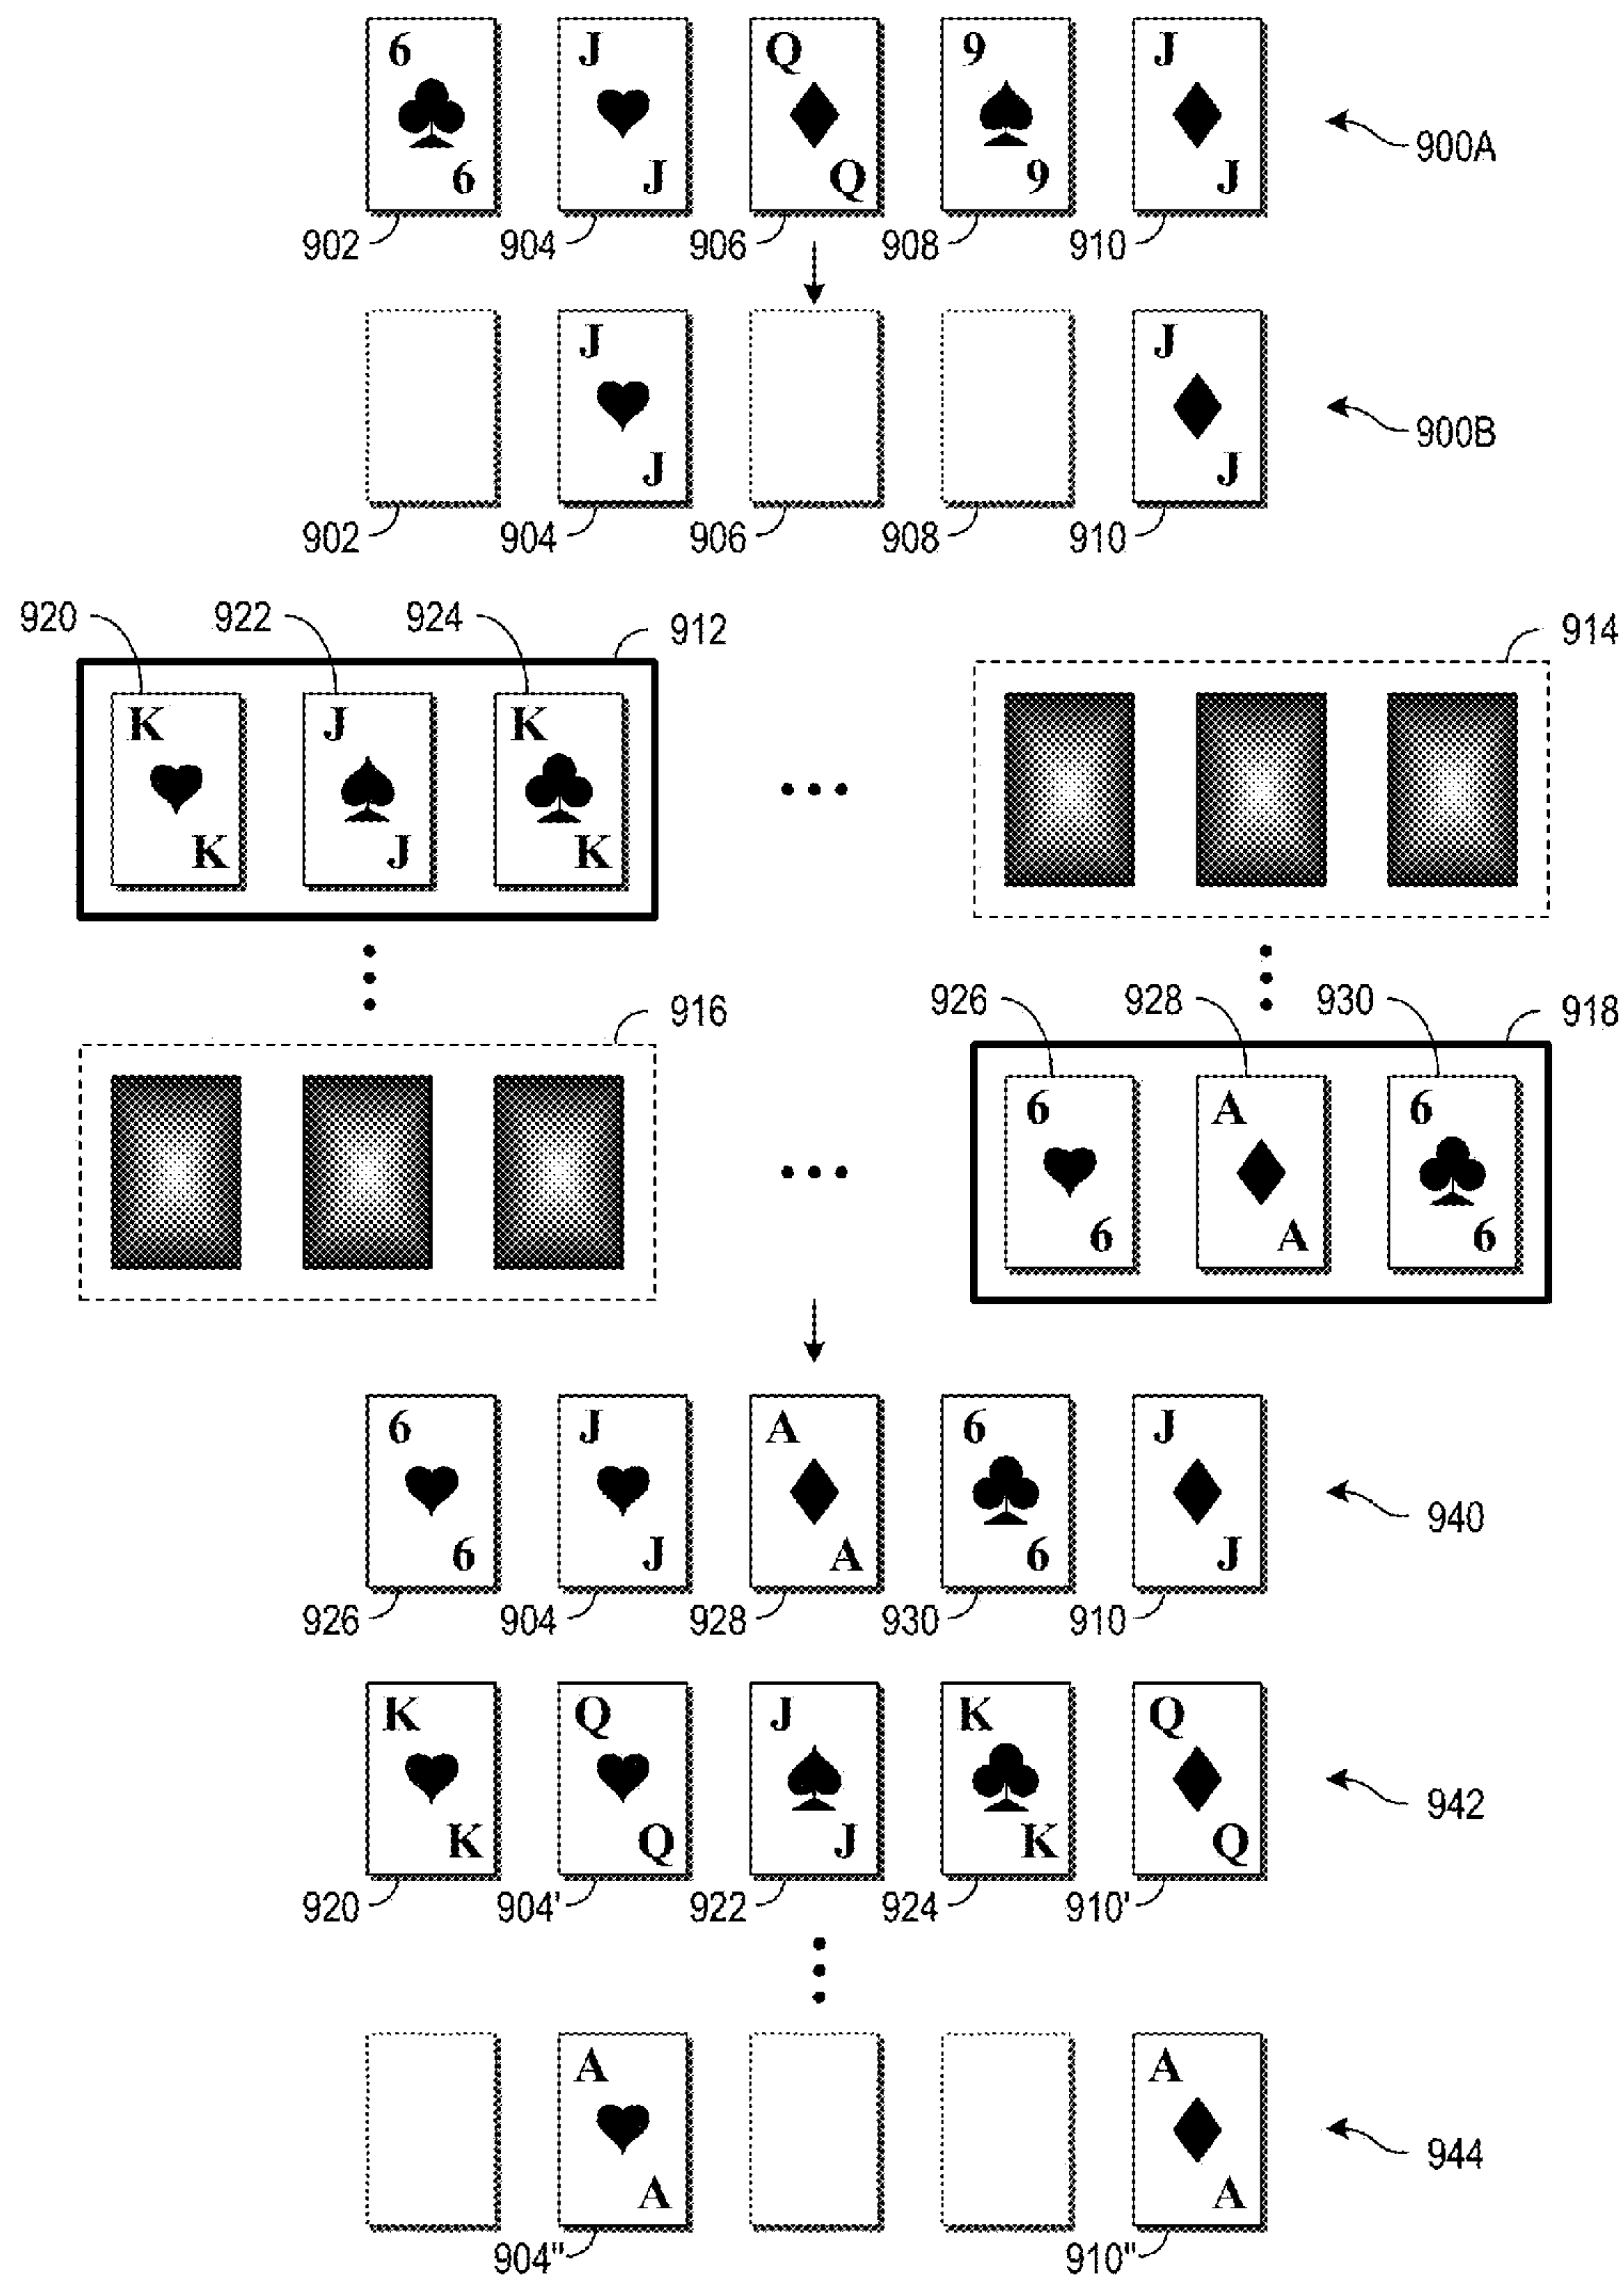 6 J Q 9 J
6 J Q 9 J
900A
902 904 906 908 910
J J
J J
900B
902 904 906 908 910
920 922 924 912 914
K J K
K J K
916 926 928 930 918
6 A 6
6 A 6
6 J A 6 J
6 J A 6 J
940
926 904 928 930 910
K Q J K Q
K Q J K Q
942
920 904' 922 924 910'
A A
A A
944
904" 910"